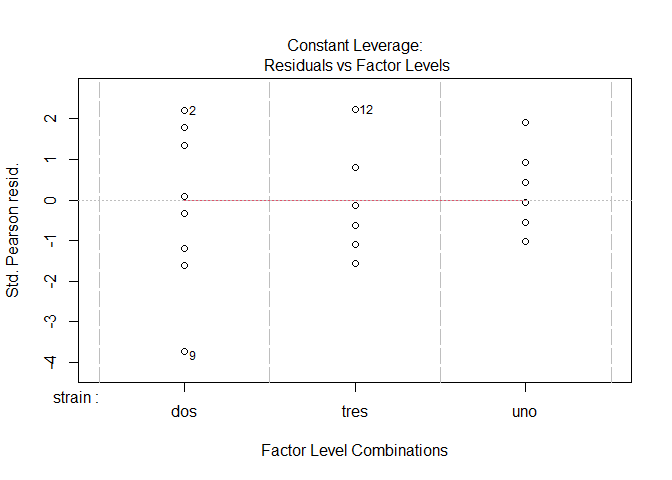 Constant Leverage:
Residuals vs Factor Levels
Std. Pearson resid.
2
1
0
-1
-2
-3
-4
2
9
12
strain :
dos
tres
uno
Factor Level Combinations